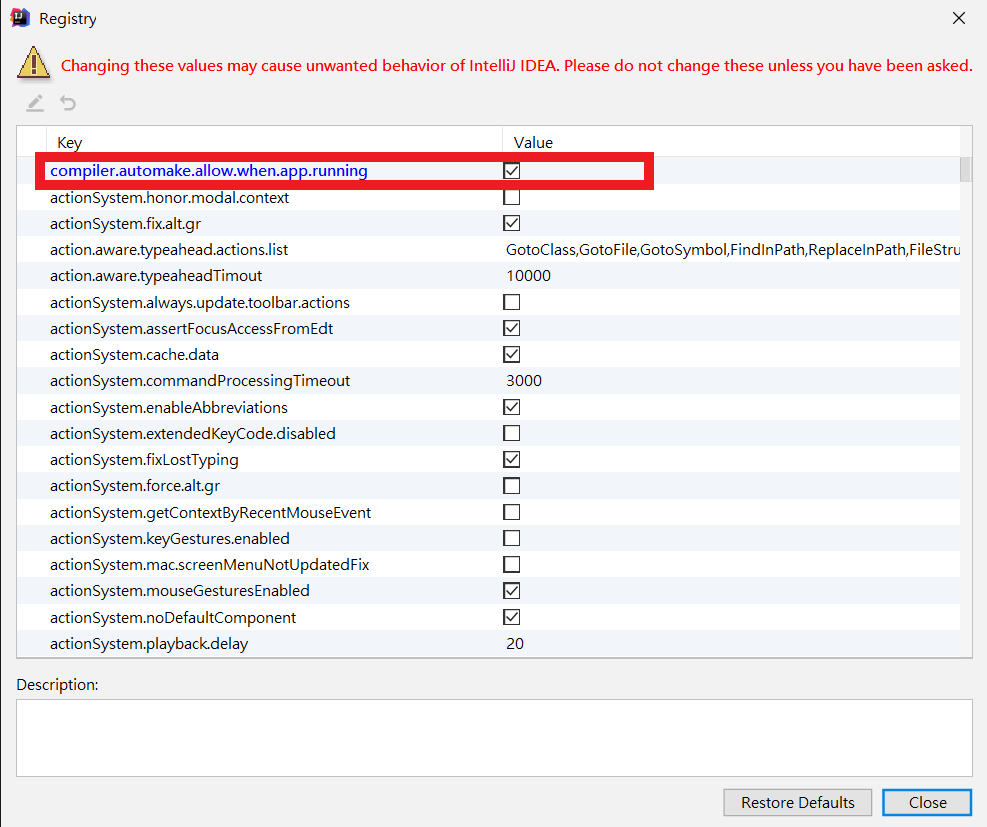 Registry
Changing these values may cause unwanted behavior of IntelliJ IDEA. Please do not change these unless you have been asked.
Key Value
compiler.automake.allow.when.app.running
actionSystem.honor.modal.context
actionSystem.fix.alt.gr
action.aware.typeahead.actions.list GotoClass,GotoFile,GotoSymbol,FindInPath,ReplaceInPath,FileStru
action.aware.typeaheadTimout 10000
actionSystem.always.update.toolbar.actions
actionSystem.assertFocusAccessFromEdt
actionSystem.cache.data
actionSystem.commandProcessingTimeout 3000
actionSystem.enableAbbreviations
actionSystem.extendedKeyCode.disabled
actionSystem.fixLostTyping
actionSystem.force.alt.gr
actionSystem.getContextByRecentMouseEvent
actionSystem.keyGestures.enabled
actionSystem.mac.screenMenuNotUpdatedFix
actionSystem.mouseGesturesEnabled
actionSystem.noDefaultComponent
actionSystem.playback.delay 20
Description:
Restore Defaults Close